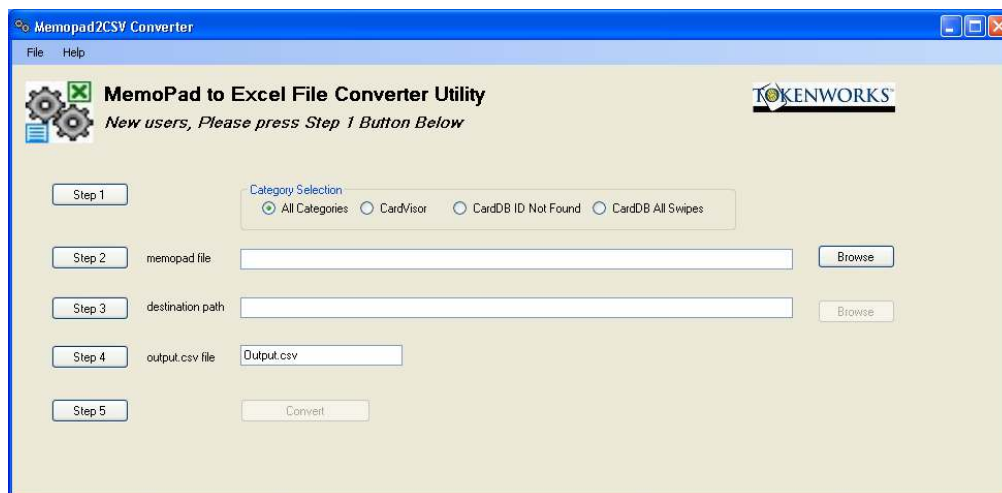 Memopad2CSV Converter
File Help
MemoPad to Excel File Converter Utility
New users, Please press Step 1 Button Below
TOKENWORKS
Category Selection
Step 1 All Categories CardVisor CardDB ID Not Found CardDB All Swipes
Step 2 memopad file Browse
Step 3 destination path Browse
Step 4 output.csv file Output.csv
Step 5 Convert